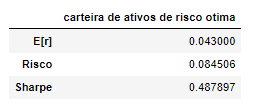 carteira de ativos de risco otima
E[r] 0.043000
Risco 0.084506
Sharpe 0.487897